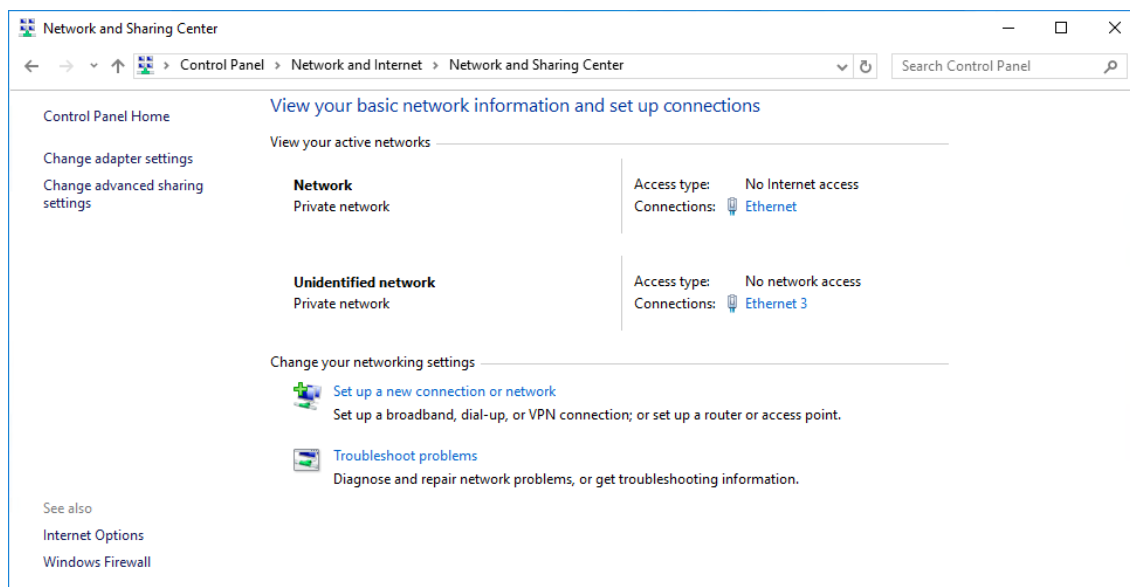 Network and Sharing Center
Control Panel > Network and Internet > Network and Sharing Center
Search Control Panel
Control Panel Home
Change adapter settings
Change advanced sharing
settings
View your basic network information and set up connections
View your active networks
Network
Private network
Access type: No Internet access
Connections: Ethernet
Unidentified network
Private network
Access type: No network access
Connections: Ethernet 3
Change your networking settings
Set up a new connection or network
Set up a broadband, dial-up, or VPN connection; or set up a router or access point.
Troubleshoot problems
Diagnose and repair network problems, or get troubleshooting information.
See also
Internet Options
Windows Firewall